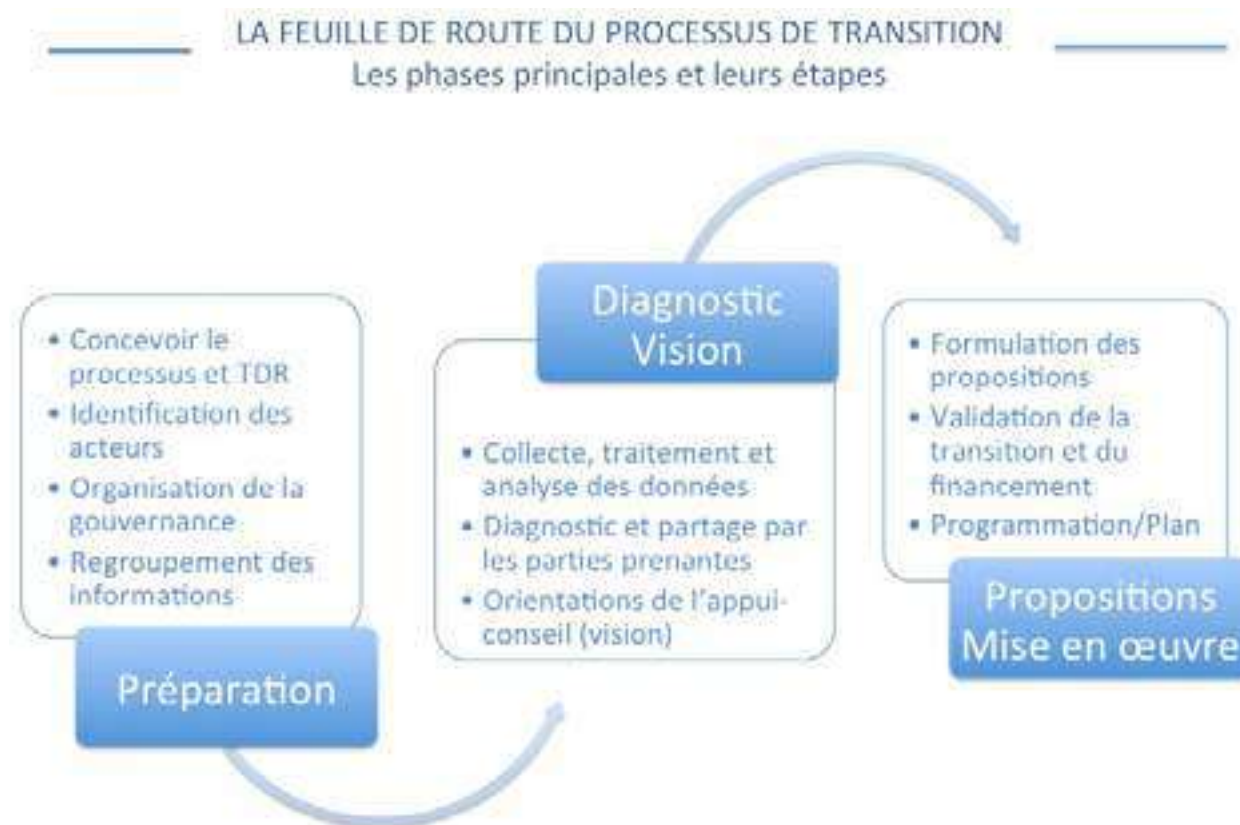 LA FEUILLE DE ROUTE DU PROCESSUS DE TRANSITION
Les phases principales et leurs étapes
• Concevoir le
processus et TDR
• Identification des
acteurs
• Organisation de la
gouvernance
• Regroupement des
informations
Préparation
Diagnostic
Vision
• Collecte, traitement et
analyse des données
• Diagnostic et partage par
les parties prenantes
• Orientations de l'appui-
conseil (vision)
• Formulation des
propositions
• Validation de la
transition et du
financement
• Programmation/Plan
Propositions
Mise en œuvre